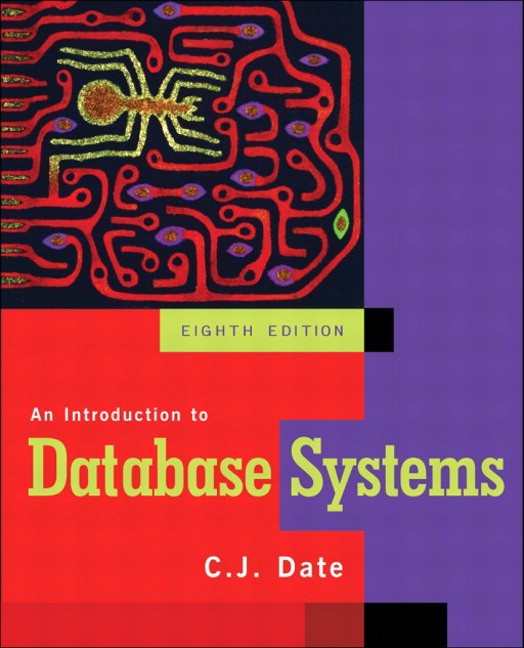 EIGHTH EDITION
An Introduction to
Database Systems
C.J. Date